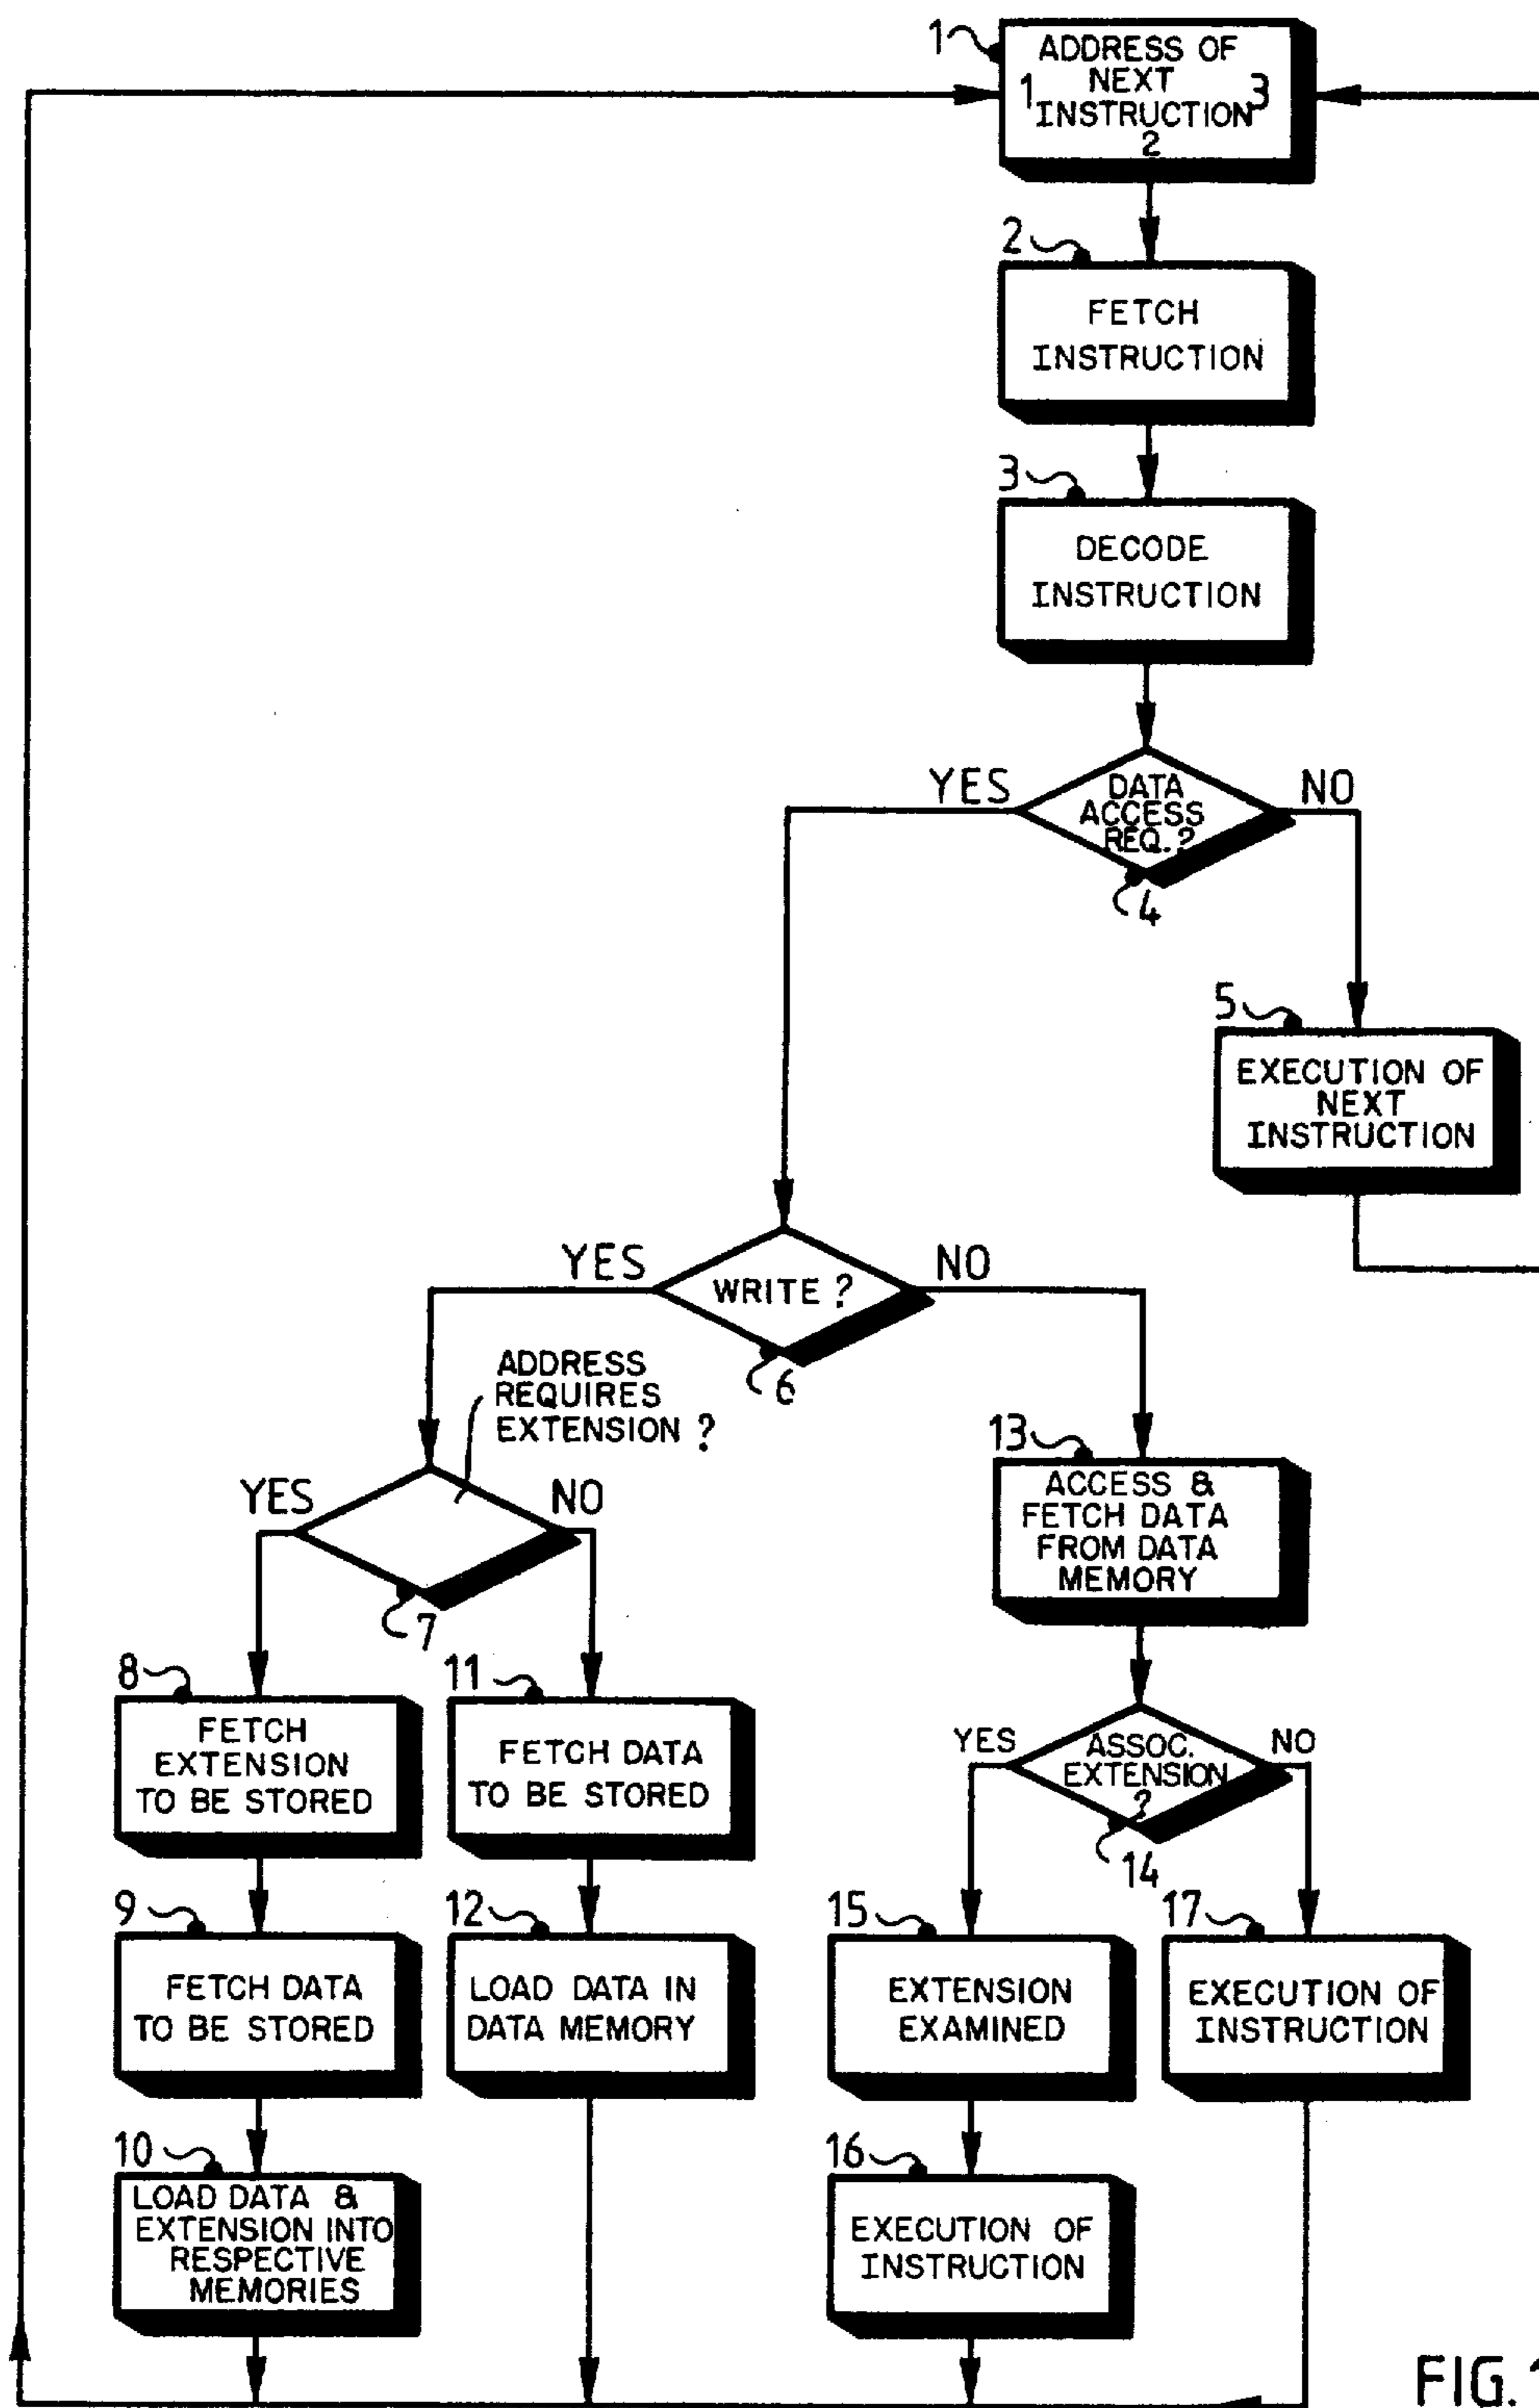 1
ADDRESS OF
NEXT
1 INSTRUCTION 3
2
2
FETCH
INSTRUCTION
3
DECODE
INSTRUCTION
YES
DATA
ACCESS
REQ.?
NO
4
5
EXECUTION OF
NEXT
INSTRUCTION
YES
WRITE ?
NO
6
ADDRESS
REQUIRES
EXTENSION ?
YES
NO
7
13
ACCESS &
FETCH DATA
FROM DATA
MEMORY
8
FETCH
EXTENSION
TO BE STORED
11
FETCH DATA
TO BE STORED
YES
ASSOC.
EXTENSION
?
NO
14
9
FETCH DATA
TO BE STORED
12
LOAD DATA IN
DATA MEMORY
15
EXTENSION
EXAMINED
17
EXECUTION OF
INSTRUCTION
10
LOAD DATA &
EXTENSION INTO
RESPECTIVE
MEMORIES
16
EXECUTION OF
INSTRUCTION
FIG. 1